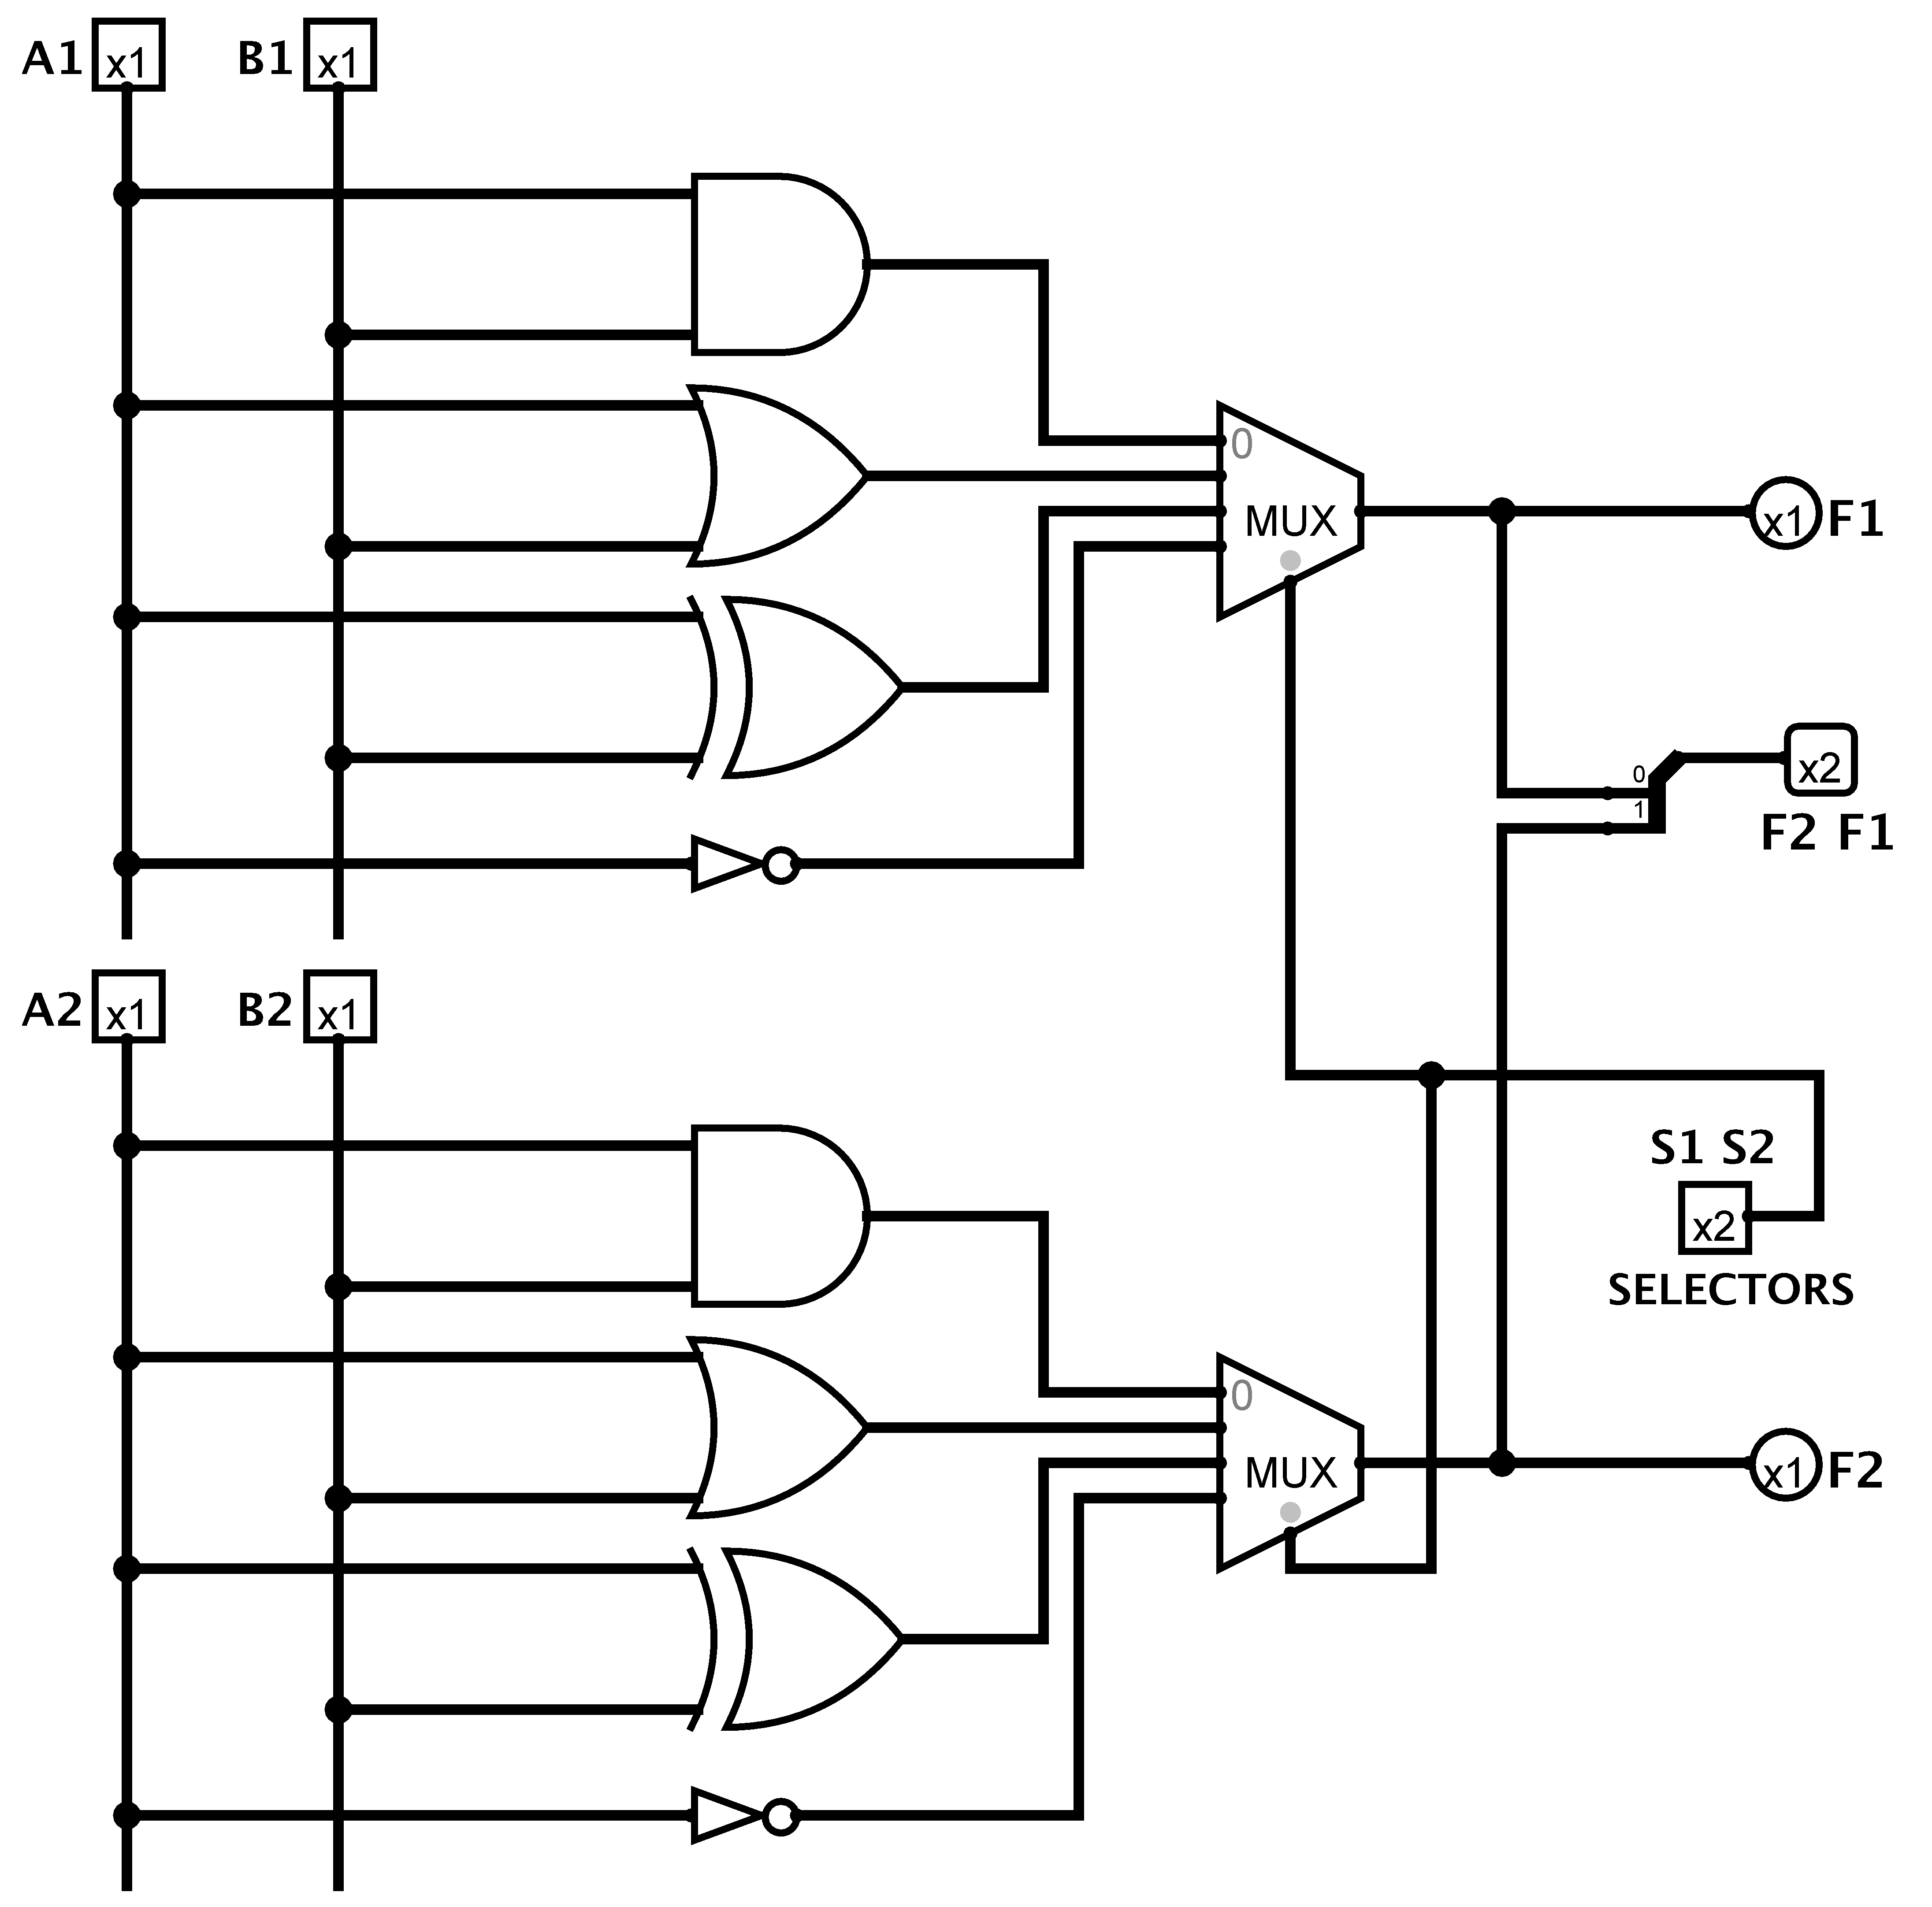 A1 x1 B1 x1
0
MUX
x1 F1
0
1
x2
F2 F1
A2 x1 B2 x1
S1 S2
x2
SELECTORS
0
MUX
x1 F2